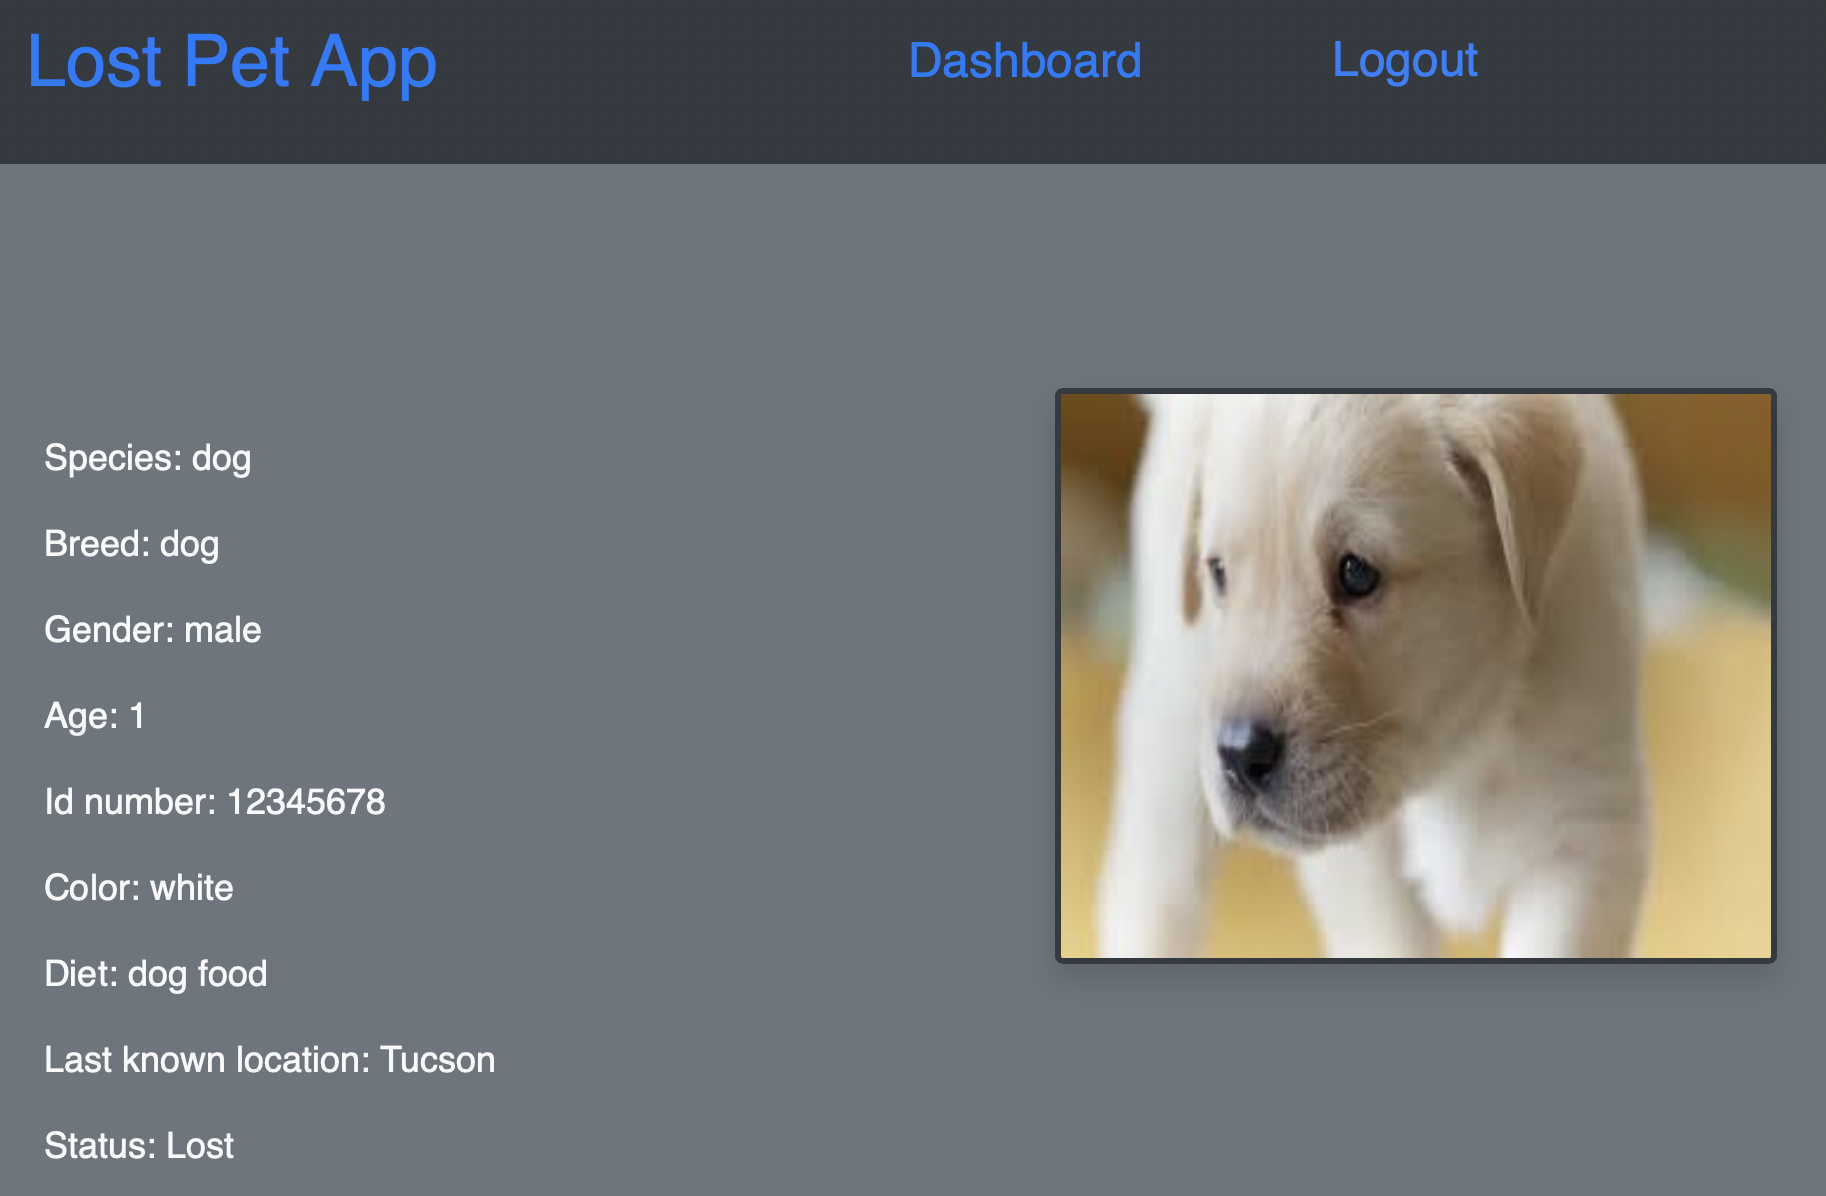 Lost Pet App
Dashboard
Logout
Species: dog
Breed: dog
Gender: male
Age: 1
Id number: 12345678
Color: white
Diet: dog food
Last known location: Tucson
Status: Lost